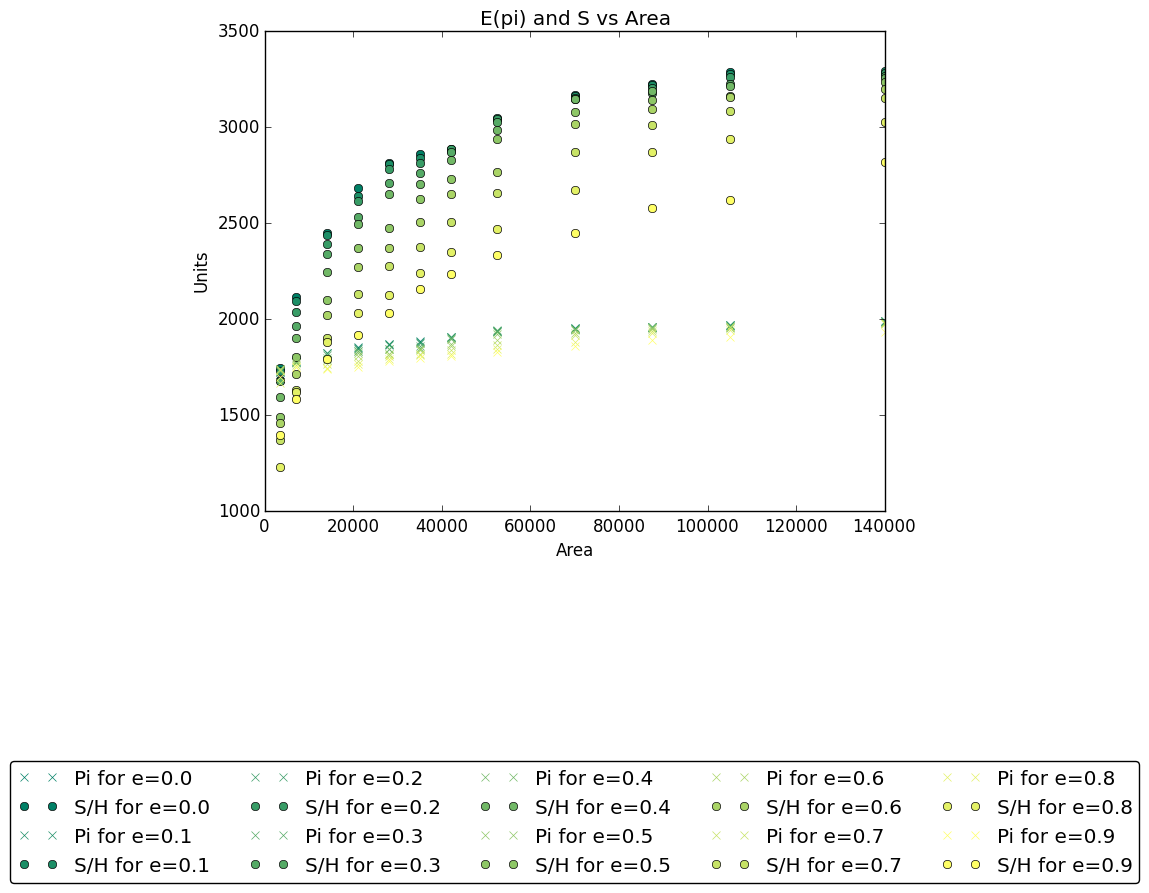 E(pi) and S vs Area
3500
3000
2500
2000
1500
1000
Units
0 20000 40000 60000 80000 100000 120000 140000
Area
Pi for e=0.0 Pi for e=0.2 Pi for e=0.4 Pi for e=0.6 Pi for e=0.8
S/H for e=0.0 S/H for e=0.2 S/H for e=0.4 S/H for e=0.6 S/H for e=0.8
Pi for e=0.1 Pi for e=0.3 Pi for e=0.5 Pi for e=0.7 Pi for e=0.9
S/H for e=0.1 S/H for e=0.3 S/H for e=0.5 S/H for e=0.7 S/H for e=0.9